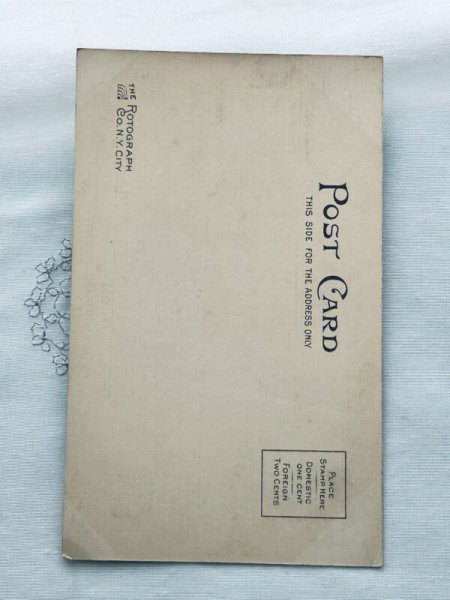 THE ROTOGRAPH
CO. N.Y. CITY
POST CARD
THIS SIDE FOR THE ADDRESS ONLY
PLACE
STAMP HERE
DOMESTIC
ONE CENT
FOREIGN
TWO CENTS